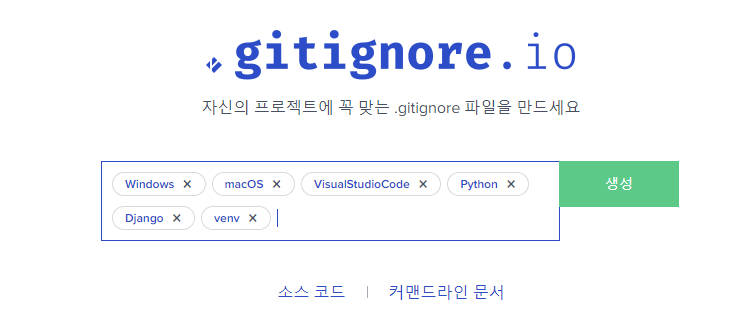 .gitignore.io
자신의 프로젝트에 꼭 맞는 .gitignore 파일을 만드세요
Windows × macOS × VisualStudioCode × Python × 생성
Django × venv ×
소스 코드 | 커맨드라인 문서